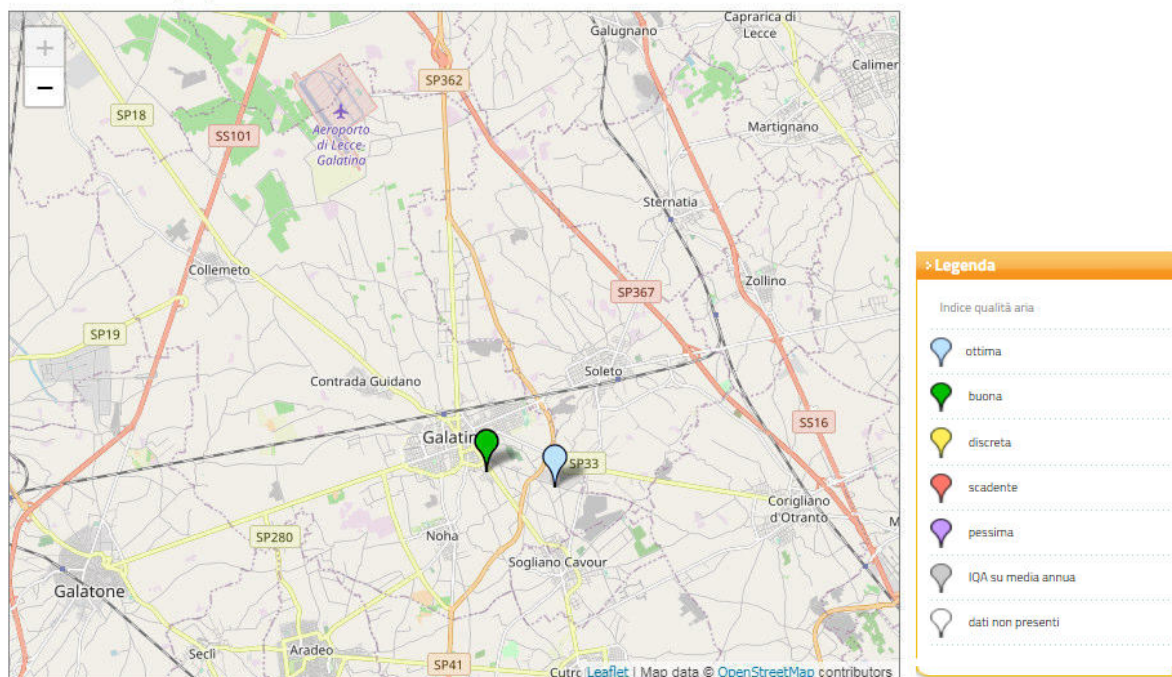 +
−
Caprarica di
Lecce
Galugnano
Calimer
SP362
SP18
SS101
Aeroporto
di Lecce-
Galatina
Martignano
Sternatia
Collemeto
Zollino
SP367
SP19
Soleto
Contrada Guidano
SS16
Galatin
SP33
Corigliano
d'Otranto
M
SP280
Noha
Sogliano Cavour
Galatone
Secli
Aradeo
SP41
Cutro
Leaflet | Map data © OpenStreetMap contributors
> Legenda
Indice qualità aria
ottima
buona
discreta
scadente
pessima
IQA su media annua
dati non presenti